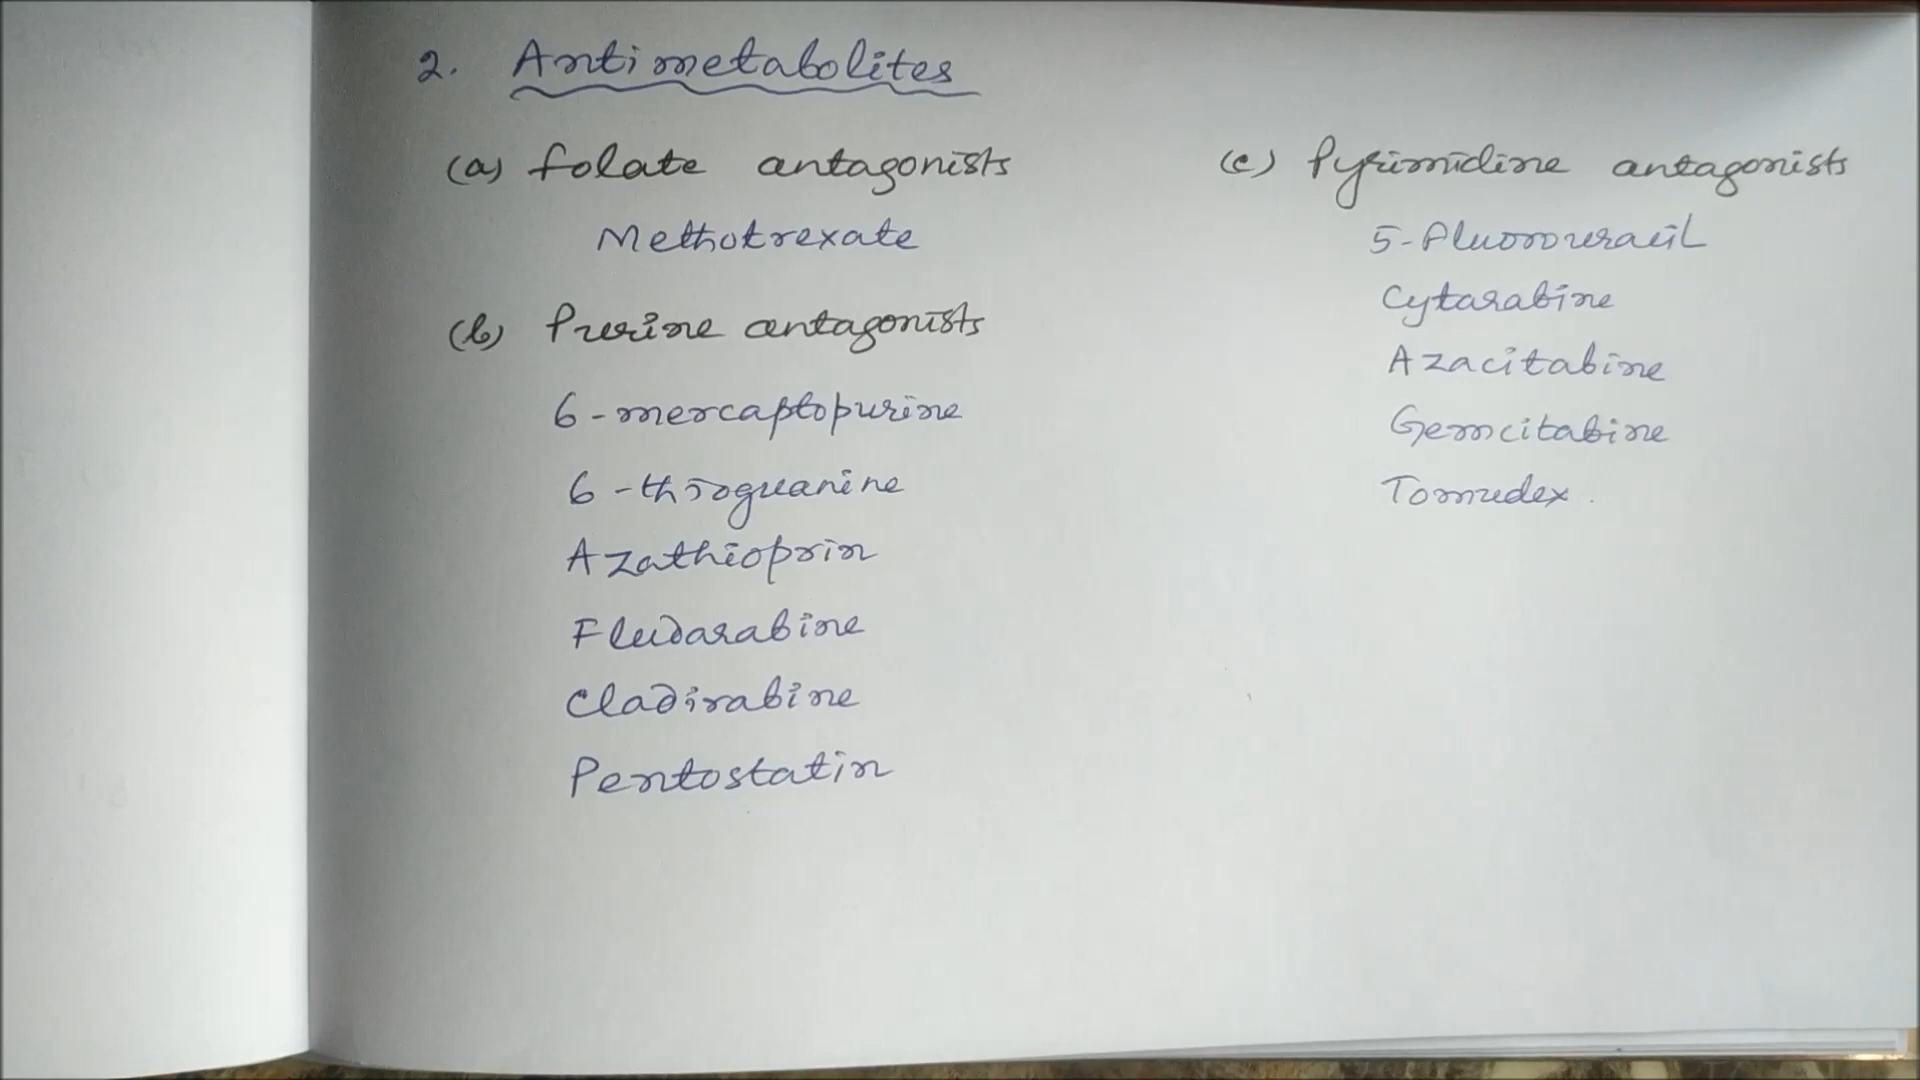 2. Antimetabolites
(a) folate antagonists
Methotrexate
(b) Purine antagonists
6-mercaptopurine
6-thioguanine
Azathioprin
Fludarabine
Cladirabine
Pentostatin
(c) Pyrimidine antagonists
5-Fluorouracil
Cytarabine
Azacitabine
Gemcitabine
Tomudex.